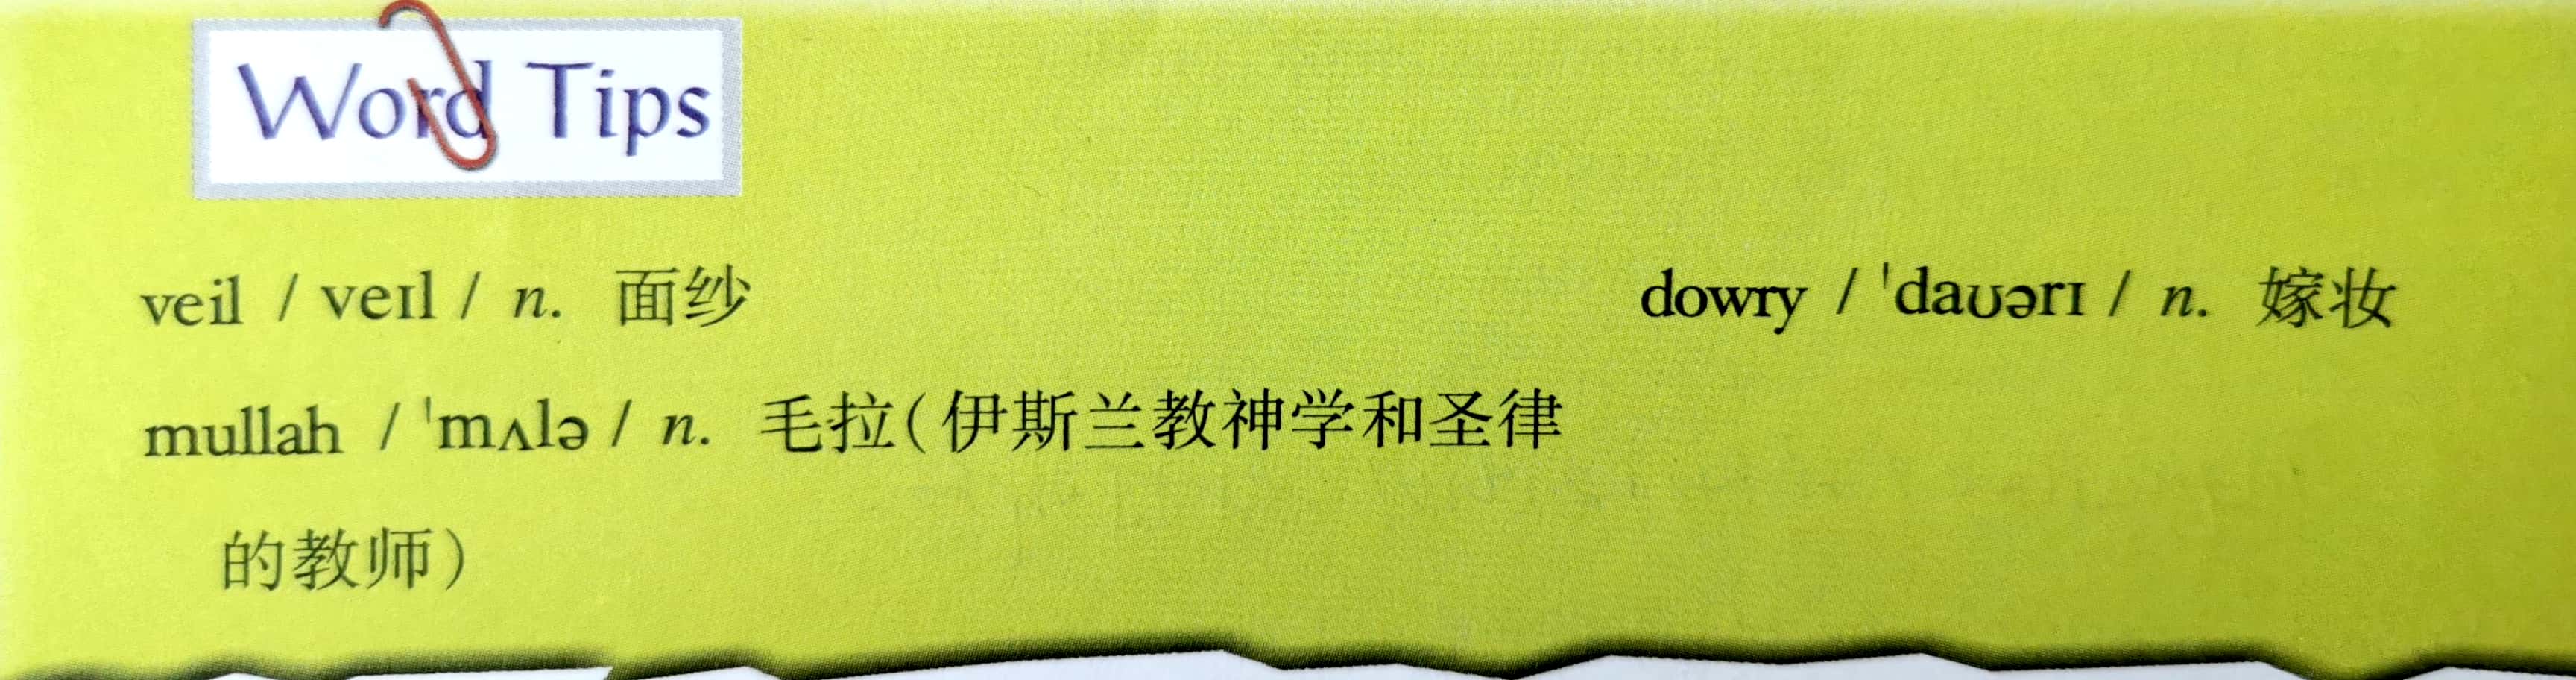 Word Tips
veil / veɪl / n. 面纱
dowry / ˈdaʊərɪ / n. 嫁妆
mullah / ˈmʌlə / n. 毛拉(伊斯兰教神学和圣律
的教师)